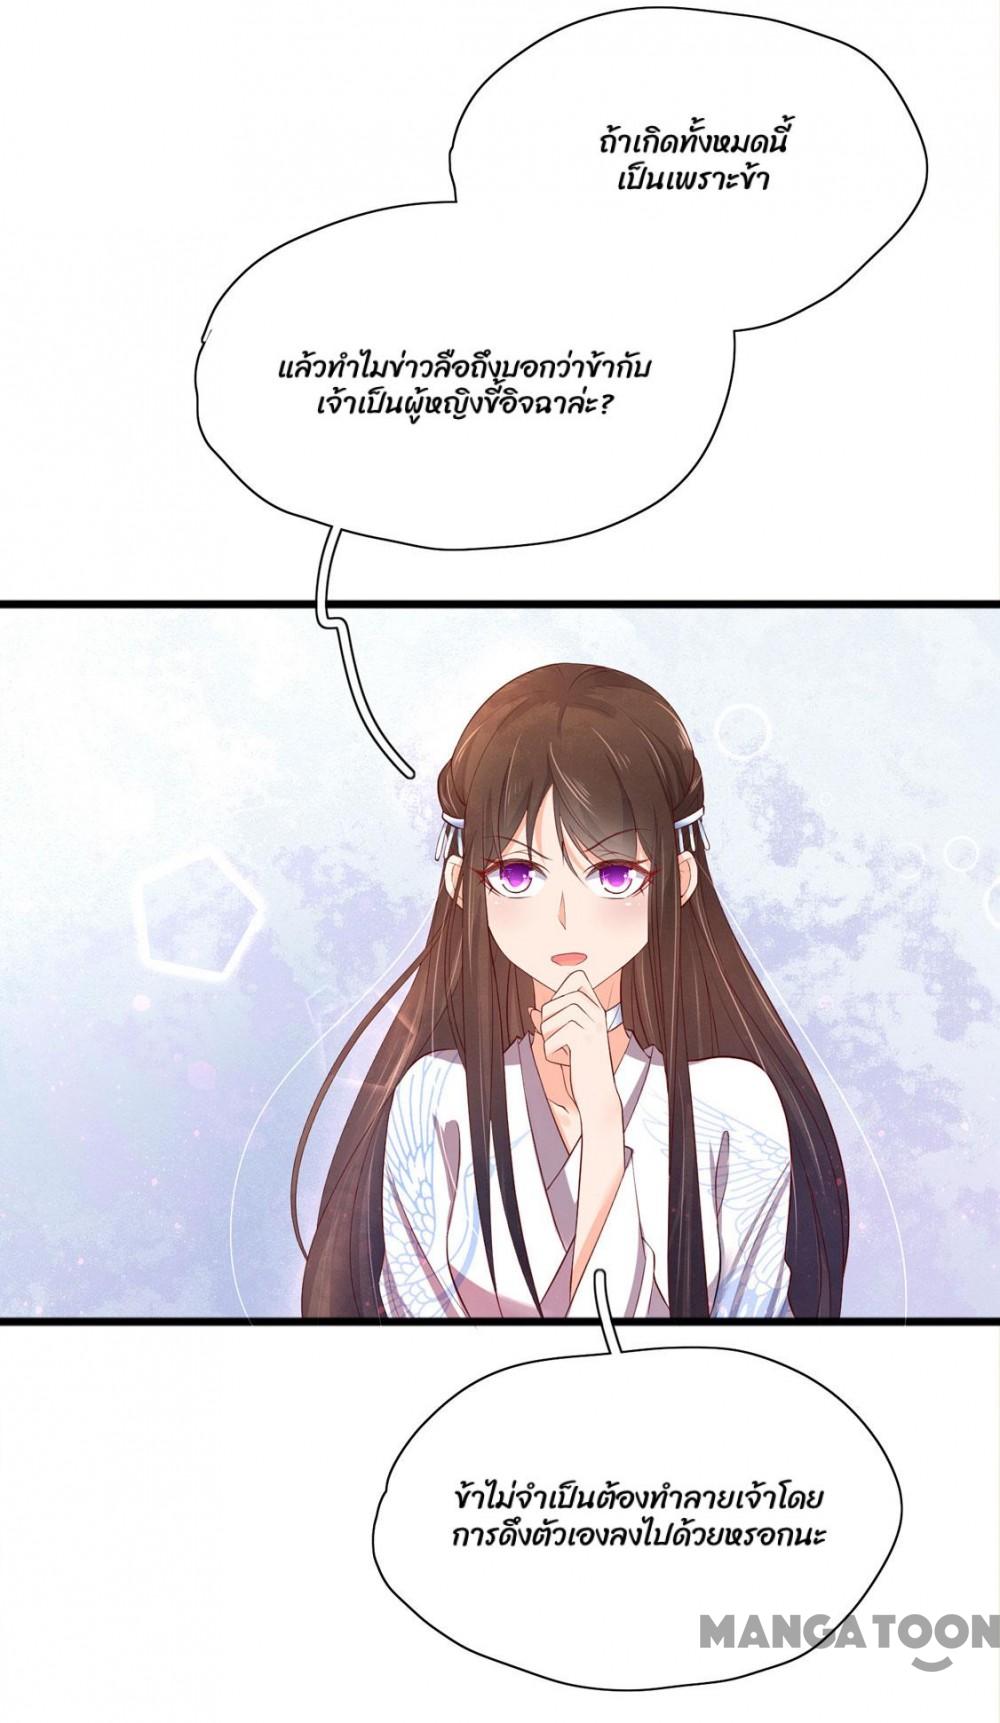 ถ้าเกิดทั้งหมดนี้
เป็นเพราะข้า
แล้วทำไมข่าวลือถึงบอกว่าข้ากับ
เจ้าเป็นผู้หญิงขี้อิจฉาล่ะ?
ข้าไม่จำเป็นต้องทำลายเจ้าโดย
การดึงตัวเองลงไปด้วยหรอกนะ
MANGATOON